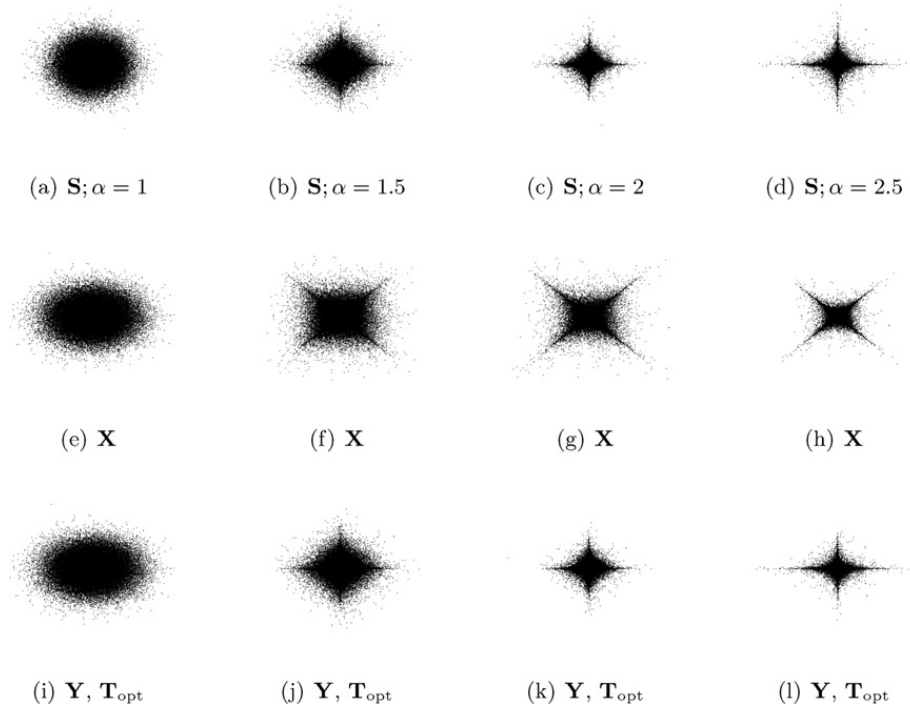 (a) S; α = 1
(b) S; α = 1.5
(c) S; α = 2
(d) S; α = 2.5
(e) X
(f) X
(g) X
(h) X
(i) Y, T_opt
(j) Y, T_opt
(k) Y, T_opt
(l) Y, T_opt